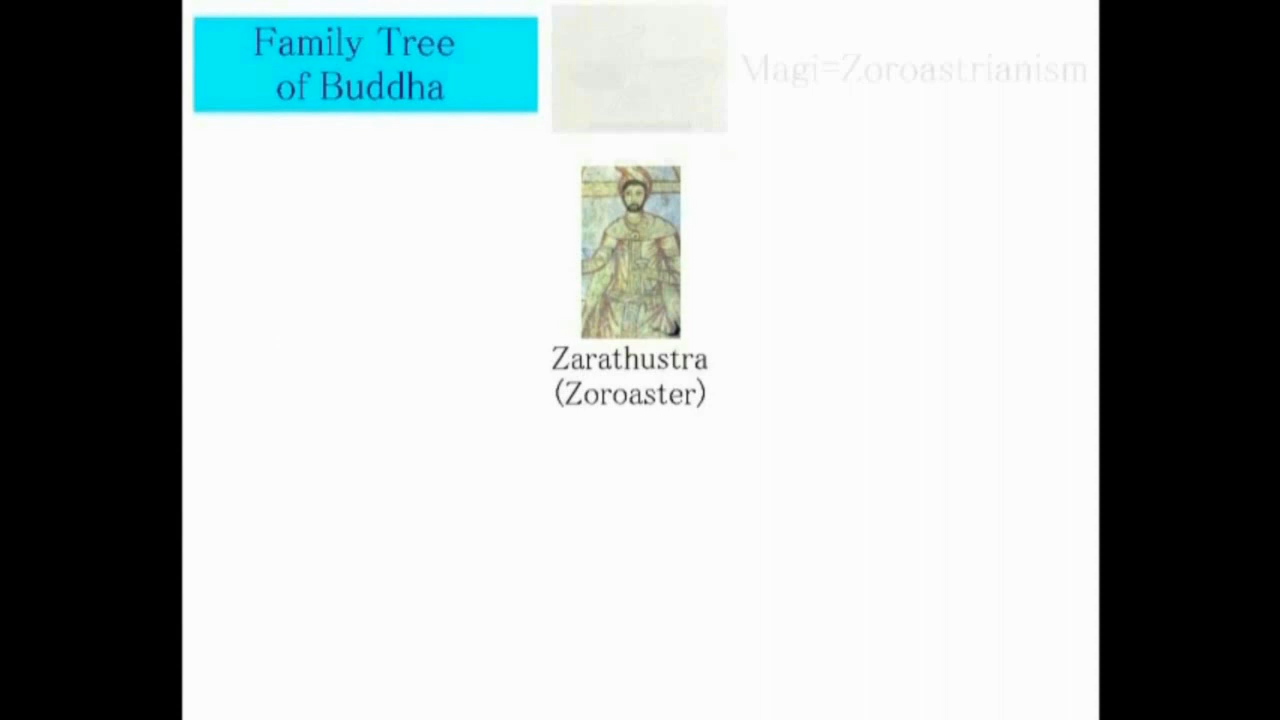 Family Tree
of Buddha
Magi=Zoroastrianism
Zarathustra
(Zoroaster)